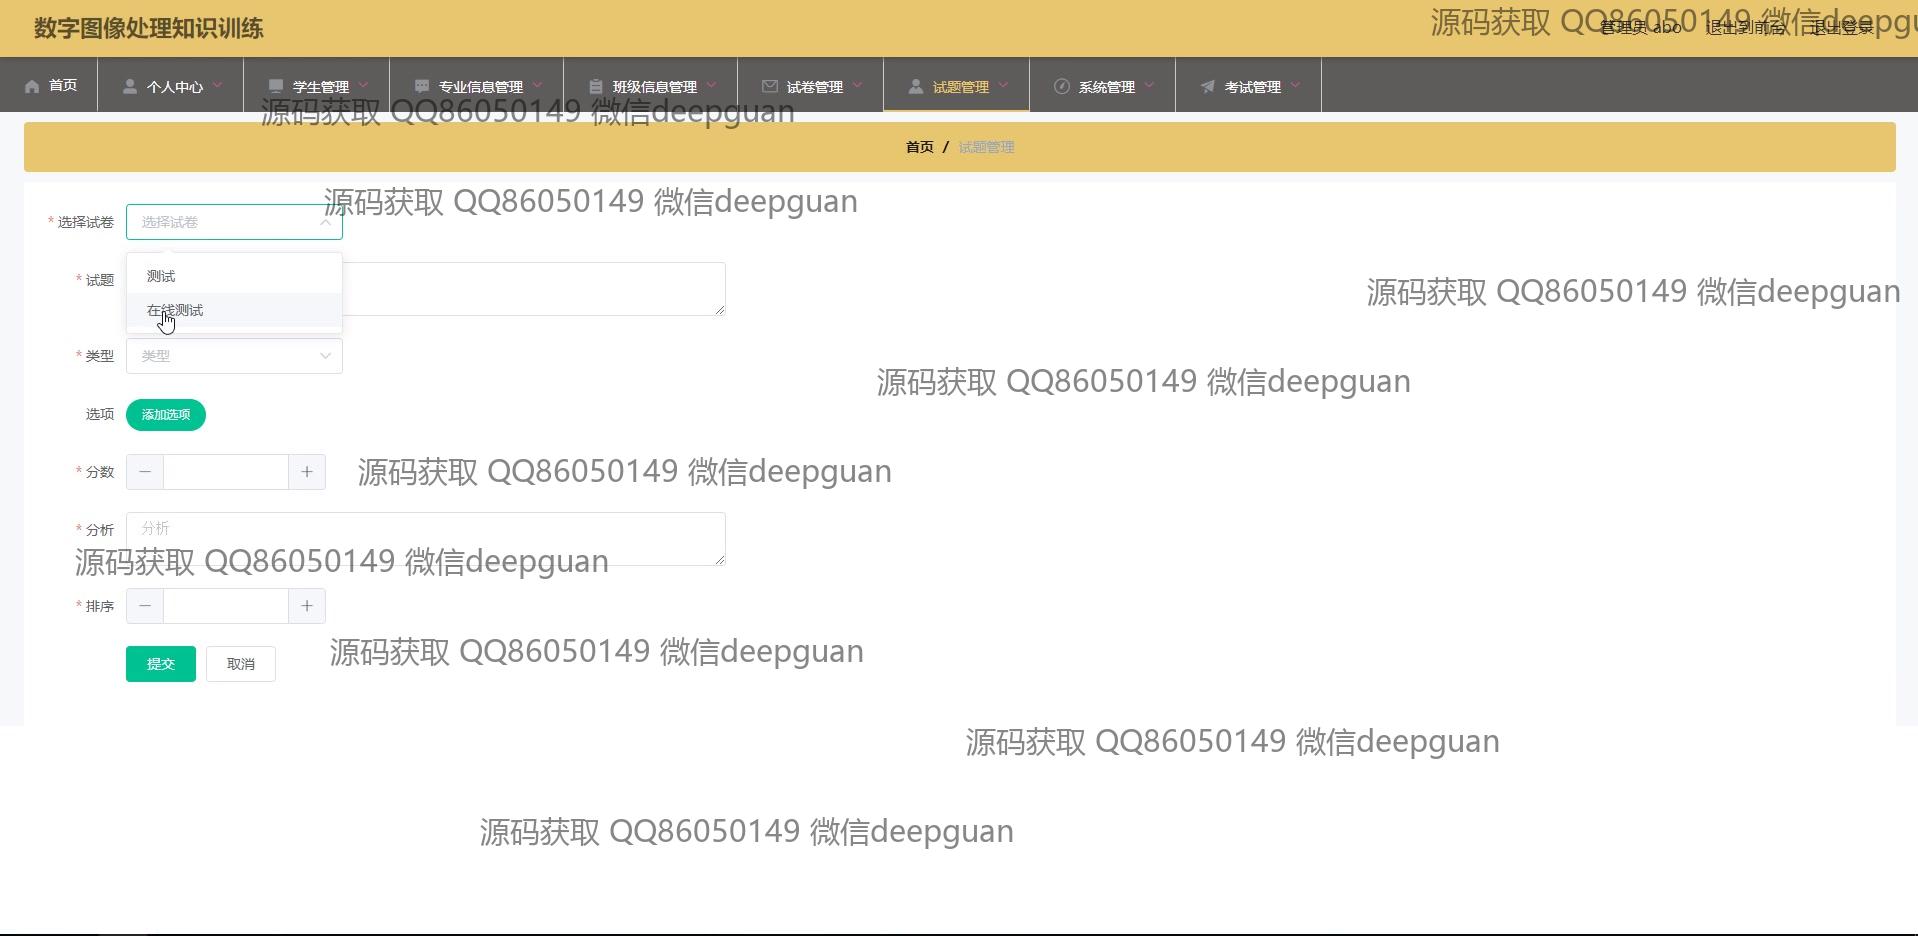 数字图像处理知识训练
源码获取 QQ86050149 微信deepgu
管理员 abo 退出到前台 退出登录
首页 个人中心 学生管理 专业信息管理 班级信息管理 试卷管理 试题管理 系统管理 考试管理
源码获取 QQ86050149 微信deepguan
首页 / 试题管理
源码获取 QQ86050149 微信deepguan
* 选择试卷 选择试卷
* 试题
测试
在线测试
源码获取 QQ86050149 微信deepguan
* 类型 类型
源码获取 QQ86050149 微信deepguan
选项 添加选项
* 分数
源码获取 QQ86050149 微信deepguan
* 分析 分析
源码获取 QQ86050149 微信deepguan
* 排序
源码获取 QQ86050149 微信deepguan
提交 取消
源码获取 QQ86050149 微信deepguan
源码获取 QQ86050149 微信deepguan